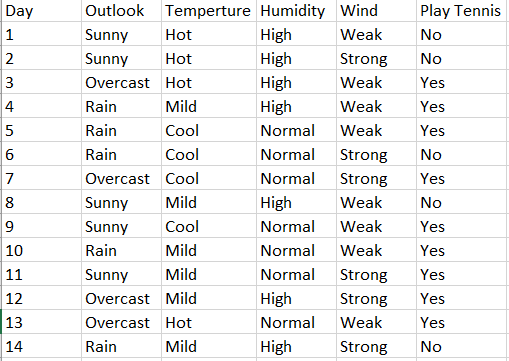 Day Outlook Temperture Humidity Wind Play Tennis
1 Sunny Hot High Weak No
2 Sunny Hot High Strong No
3 Overcast Hot High Weak Yes
4 Rain Mild High Weak Yes
5 Rain Cool Normal Weak Yes
6 Rain Cool Normal Strong No
7 Overcast Cool Normal Strong Yes
8 Sunny Mild High Weak No
9 Sunny Cool Normal Weak Yes
10 Rain Mild Normal Weak Yes
11 Sunny Mild Normal Strong Yes
12 Overcast Mild High Strong Yes
13 Overcast Hot Normal Weak Yes
14 Rain Mild High Strong No